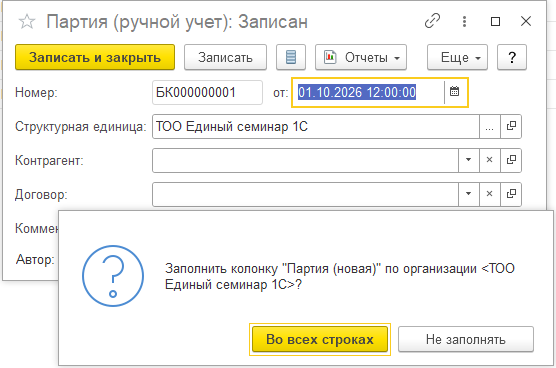 Партия (ручной учет): Записан
Записать и закрыть Записать Отчеты Еще ?
Номер: БК000000001 от: 01.10.2026 12:00:00
Структурная единица: ТОО Единый семинар 1С ...
Контрагент:
Договор:
Коммен
Автор:
Заполнить колонку "Партия (новая)" по организации <ТОО
Единый семинар 1С>?
Во всех строках Не заполнять